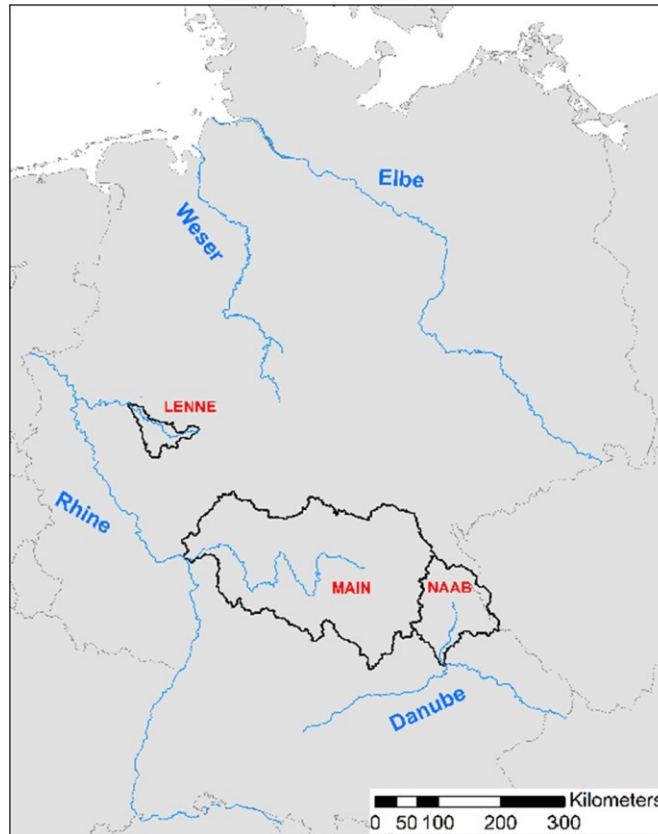 Elbe
Weser
LENNE
Rhine
MAIN
NAAB
Danube
Kilometers
0 50 100 200 300